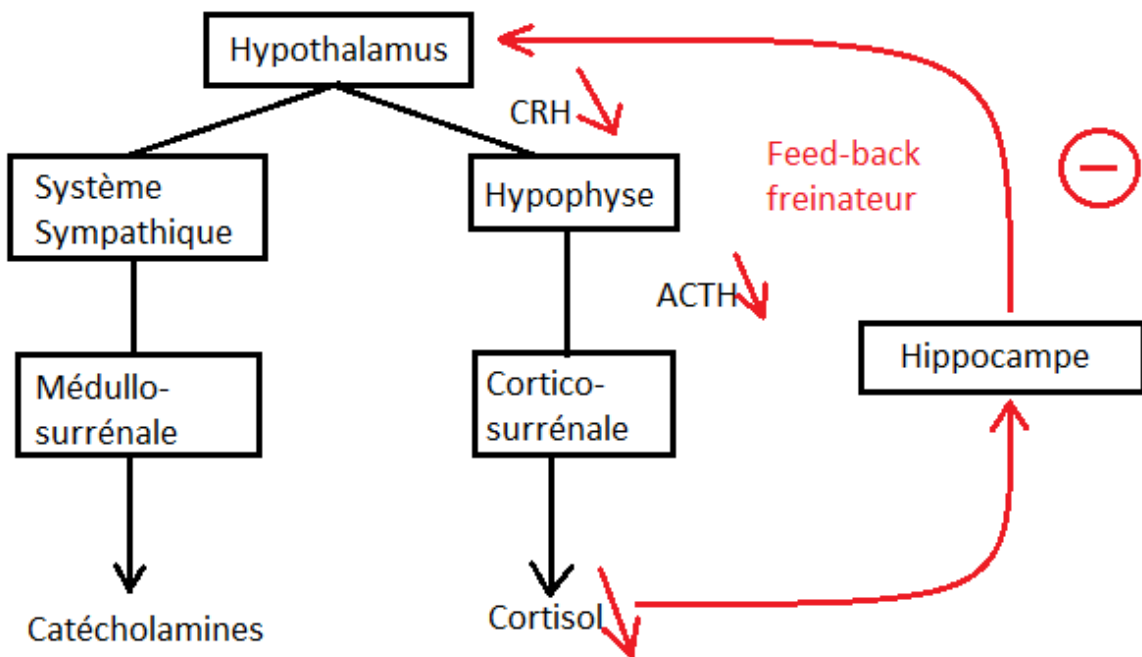 Hypothalamus
CRH
Feed-back
freinateur
Système
Sympathique
Hypophyse
ACTH
Hippocampe
Médullo-
surrénale
Cortico-
surrénale
Catécholamines
Cortisol